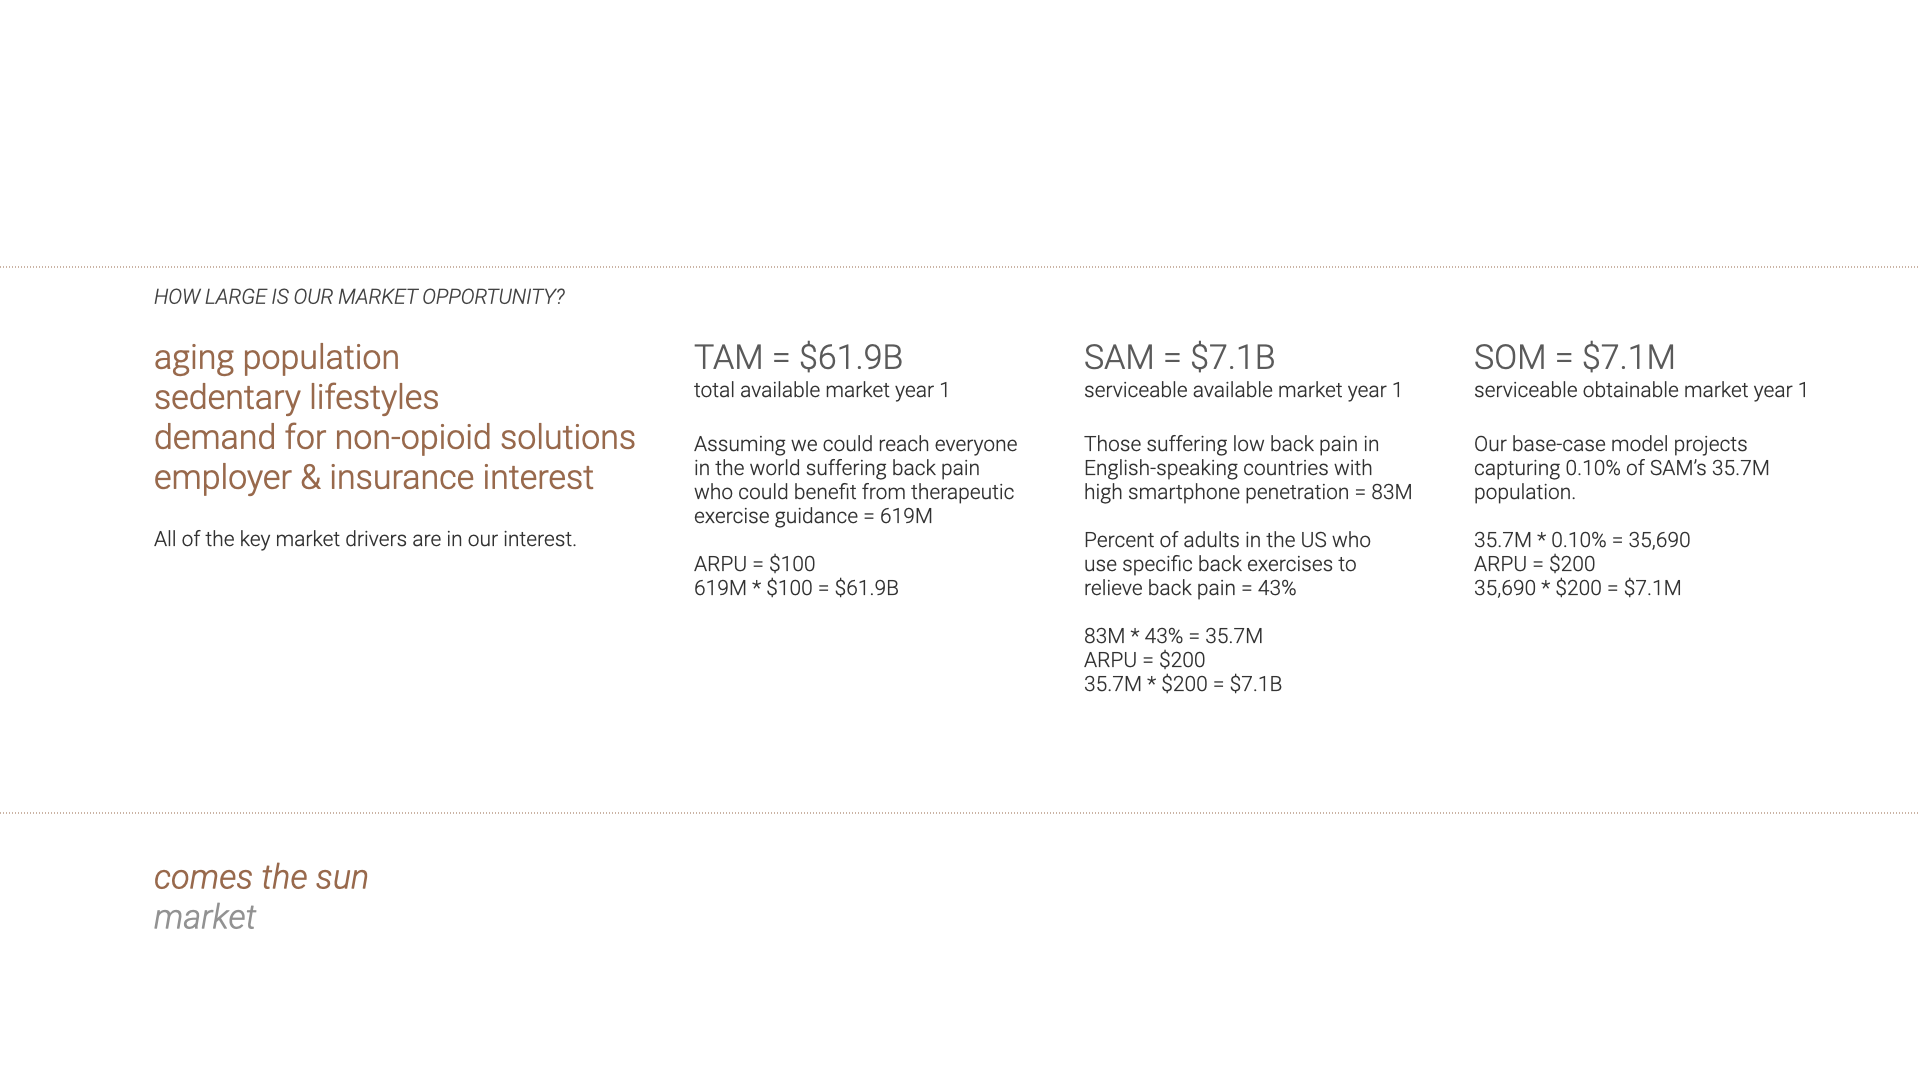 HOW LARGE IS OUR MARKET OPPORTUNITY?
aging population
sedentary lifestyles
demand for non-opioid solutions
employer & insurance interest
All of the key market drivers are in our interest.
TAM = $61.9B
total available market year 1
Assuming we could reach everyone
in the world suffering back pain
who could benefit from therapeutic
exercise guidance = 619M
ARPU = $100
619M * $100 = $61.9B
SAM = $7.1B
serviceable available market year 1
Those suffering low back pain in
English-speaking countries with
high smartphone penetration = 83M
Percent of adults in the US who
use specific back exercises to
relieve back pain = 43%
83M * 43% = 35.7M
ARPU = $200
35.7M * $200 = $7.1B
SOM = $7.1M
serviceable obtainable market year 1
Our base-case model projects
capturing 0.10% of SAM’s 35.7M
population.
35.7M * 0.10% = 35,690
ARPU = $200
35,690 * $200 = $7.1M
comes the sun
market